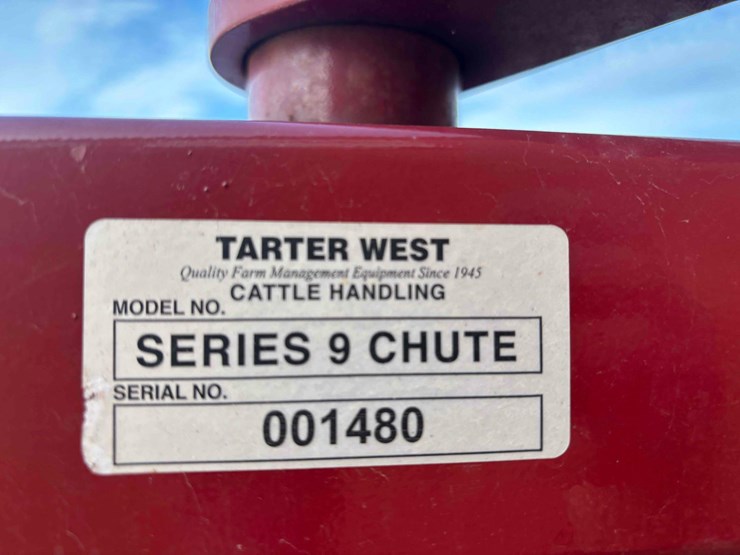 TARTER WEST
Quality Farm Management Equipment Since 1945
CATTLE HANDLING
MODEL NO.
SERIES 9 CHUTE
SERIAL NO.
001480